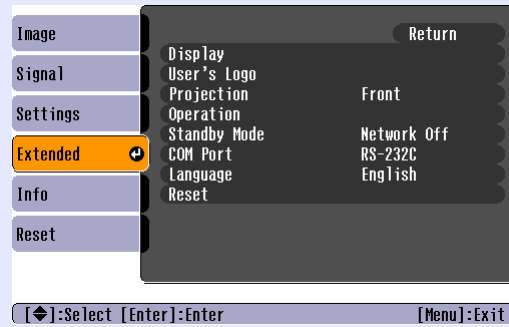 Image
Signal
Settings
Extended
Info
Reset
Return
Display
User's Logo
Projection Front
Operation
Standby Mode Network Off
COM Port RS-232C
Language English
Reset
[◆]:Select [Enter]:Enter [Menu]:Exit